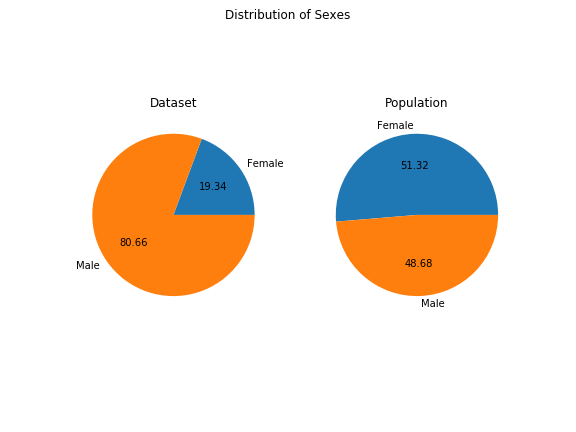 Distribution of Sexes
Dataset
Female
19.34
80.66
Male
Population
Female
51.32
48.68
Male